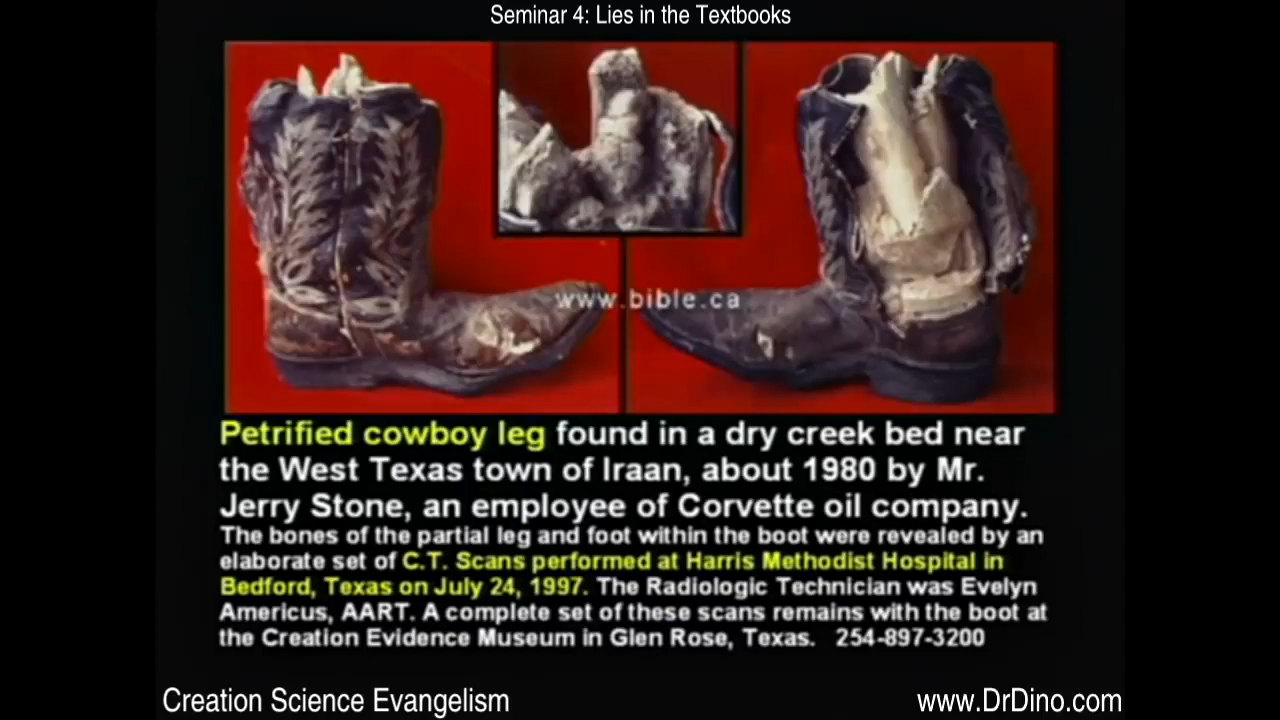 Seminar 4: Lies in the Textbooks
www.bible.ca
Petrified cowboy leg found in a dry creek bed near
the West Texas town of Iraan, about 1980 by Mr.
Jerry Stone, an employee of Corvette oil company.
The bones of the partial leg and foot within the boot were revealed by an
elaborate set of C.T. Scans performed at Harris Methodist Hospital in
Bedford, Texas on July 24, 1997. The Radiologic Technician was Evelyn
Americus, AART. A complete set of these scans remains with the boot at
the Creation Evidence Museum in Glen Rose, Texas. 254-897-3200
Creation Science Evangelism
www.DrDino.com